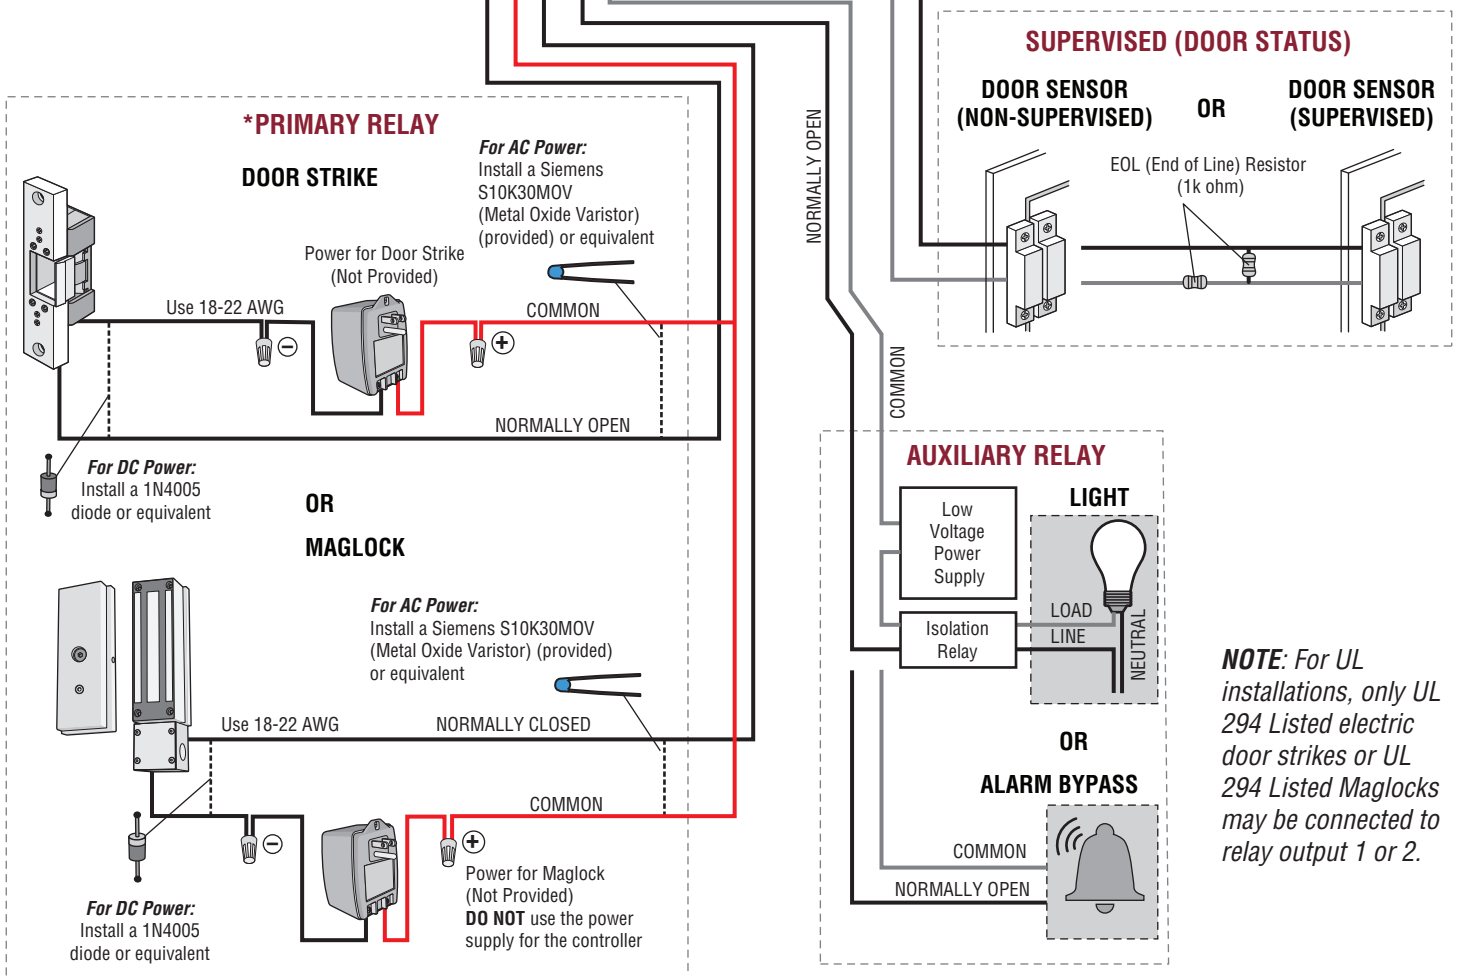 *PRIMARY RELAY
DOOR STRIKE
For AC Power:
Install a Siemens
S10K30MOV
(Metal Oxide Varistor)
(provided) or equivalent
Power for Door Strike
(Not Provided)
Use 18-22 AWG
COMMON
−
+
NORMALLY OPEN
For DC Power:
Install a 1N4005
diode or equivalent
OR
MAGLOCK
For AC Power:
Install a Siemens S10K30MOV
(Metal Oxide Varistor) (provided)
or equivalent
Use 18-22 AWG
NORMALLY CLOSED
COMMON
−
+
Power for Maglock
(Not Provided)
DO NOT use the power
supply for the controller
For DC Power:
Install a 1N4005
diode or equivalent
NORMALLY OPEN
COMMON
SUPERVISED (DOOR STATUS)
DOOR SENSOR
(NON-SUPERVISED)
OR
DOOR SENSOR
(SUPERVISED)
EOL (End of Line) Resistor
(1k ohm)
AUXILIARY RELAY
LIGHT
Low
Voltage
Power
Supply
Isolation
Relay
LOAD
LINE
NEUTRAL
OR
ALARM BYPASS
COMMON
NORMALLY OPEN
NOTE: For UL
installations, only UL
294 Listed electric
door strikes or UL
294 Listed Maglocks
may be connected to
relay output 1 or 2.